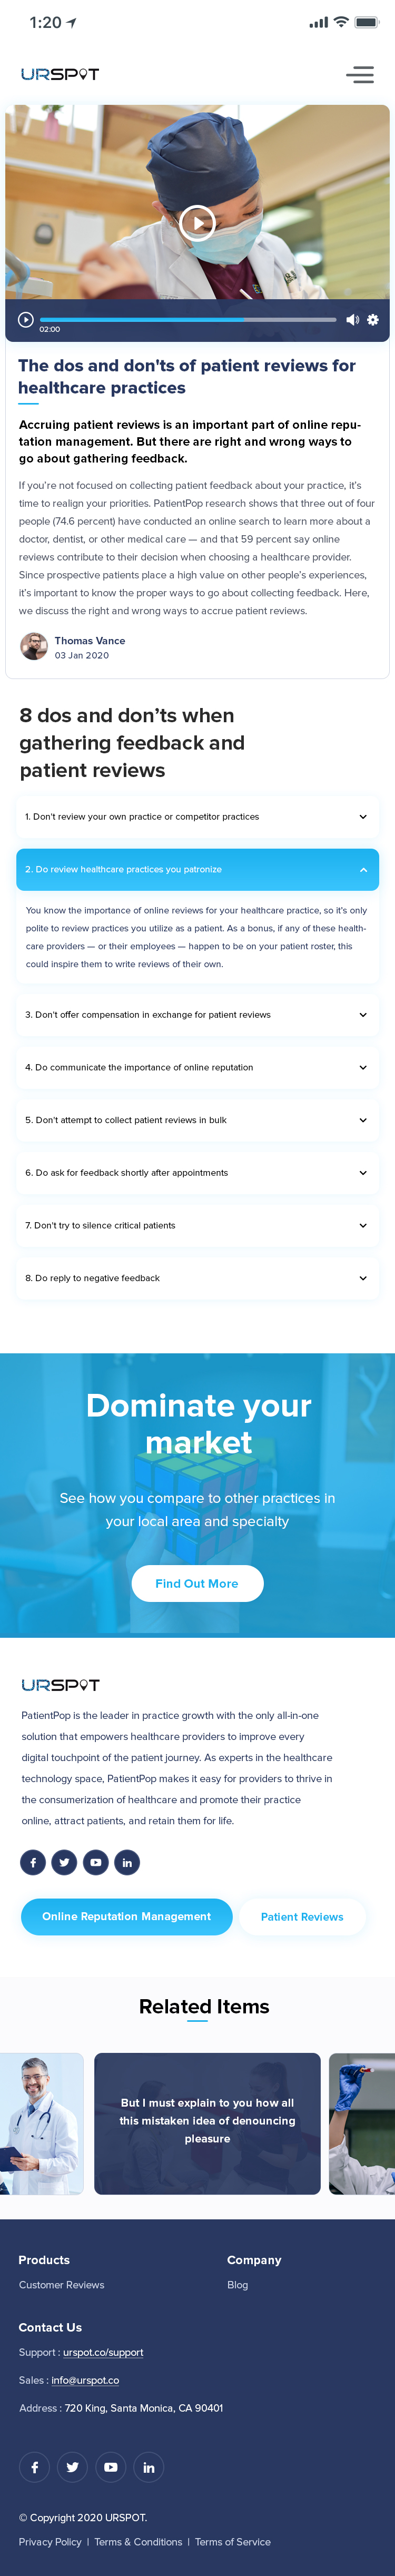 1:20
URSPOT
02:00
The dos and don'ts of patient reviews for
healthcare practices
Accruing patient reviews is an important part of online repu-
tation management. But there are right and wrong ways to
go about gathering feedback.
If you're not focused on collecting patient feedback about your practice, it's
time to realign your priorities. PatientPop research shows that three out of four
people (74.6 percent) have conducted an online search to learn more about a
doctor, dentist, or other medical care — and that 59 percent say online
reviews contribute to their decision when choosing a healthcare provider.
Since prospective patients place a high value on other people's experiences,
it's important to know the proper ways to go about collecting feedback. Here,
we discuss the right and wrong ways to accrue patient reviews.
Thomas Vance
03 Jan 2020
8 dos and don'ts when
gathering feedback and
patient reviews
1. Don't review your own practice or competitor practices
2. Do review healthcare practices you patronize
You know the importance of online reviews for your healthcare practice, so it's only
polite to review practices you utilize as a patient. As a bonus, if any of these health-
care providers — or their employees — happen to be on your patient roster, this
could inspire them to write reviews of their own.
3. Don't offer compensation in exchange for patient reviews
4. Do communicate the importance of online reputation
5. Don't attempt to collect patient reviews in bulk
6. Do ask for feedback shortly after appointments
7. Don't try to silence critical patients
8. Do reply to negative feedback
Dominate your
market
See how you compare to other practices in
your local area and specialty
Find Out More
URSPOT
PatientPop is the leader in practice growth with the only all-in-one
solution that empowers healthcare providers to improve every
digital touchpoint of the patient journey. As experts in the healthcare
technology space, PatientPop makes it easy for providers to thrive in
the consumerization of healthcare and promote their practice
online, attract patients, and retain them for life.
Online Reputation Management
Patient Reviews
Related Items
But I must explain to you how all
this mistaken idea of denouncing
pleasure
Products
Company
Customer Reviews
Blog
Contact Us
Support : urspot.co/support
Sales : info@urspot.co
Address : 720 King, Santa Monica, CA 90401
© Copyright 2020 URSPOT.
Privacy Policy | Terms & Conditions | Terms of Service